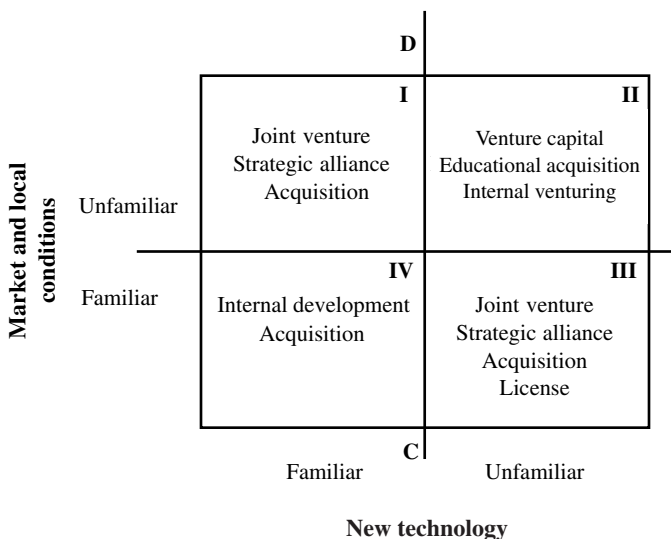 D
I
II
Joint venture
Strategic alliance
Acquisition
Venture capital
Educational acquisition
Internal venturing
Market and local
conditions
Unfamiliar
Familiar
IV
III
Internal development
Acquisition
Joint venture
Strategic alliance
Acquisition
License
C
Familiar
Unfamiliar
New technology